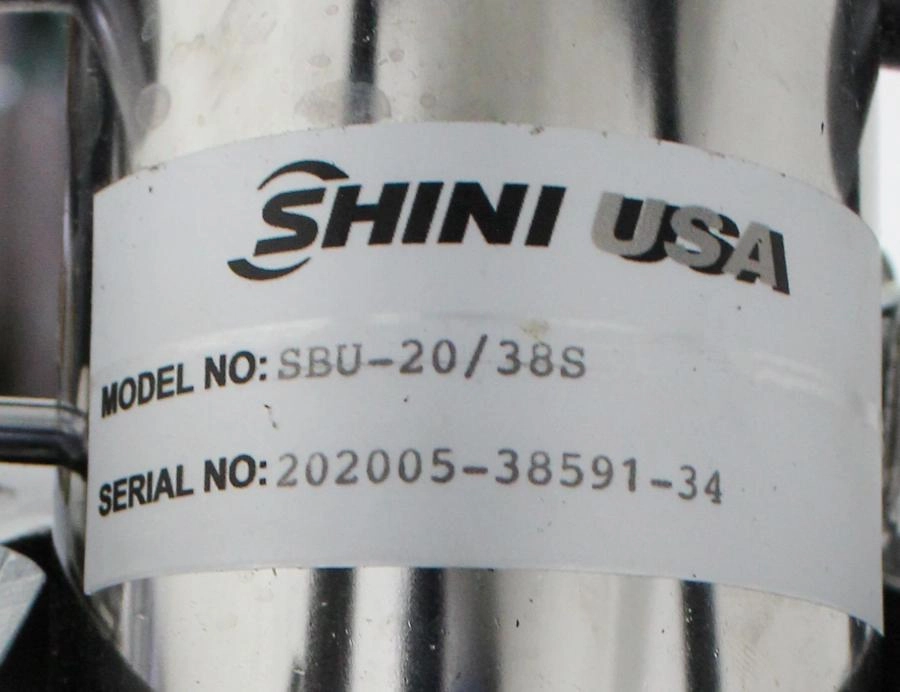 SHINI USA
MODEL NO: SBU-20/38S
SERIAL NO: 202005-38591-34